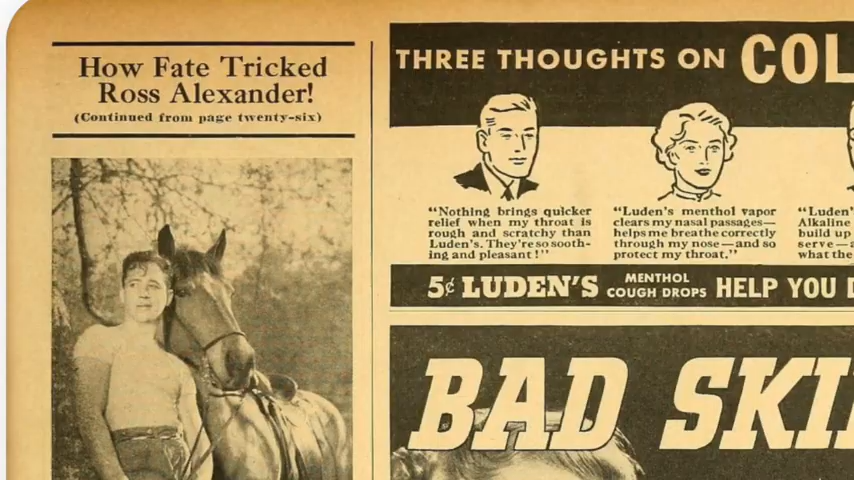 How Fate Tricked
Ross Alexander!
(Continued from page twenty-six)
THREE THOUGHTS ON COL
"Nothing brings quicker
relief when my throat is
rough and scratchy than
Luden's. They're so sooth-
ing and pleasant!"
"Luden's menthol vapor
clears my nasal passages—
helps me breathe correctly
through my nose—and so
protect my throat."
"Luden'
Alkaline
build up
serve—a
what the
5¢ LUDEN'S MENTHOL
COUGH DROPS HELP YOU
BAD SKI